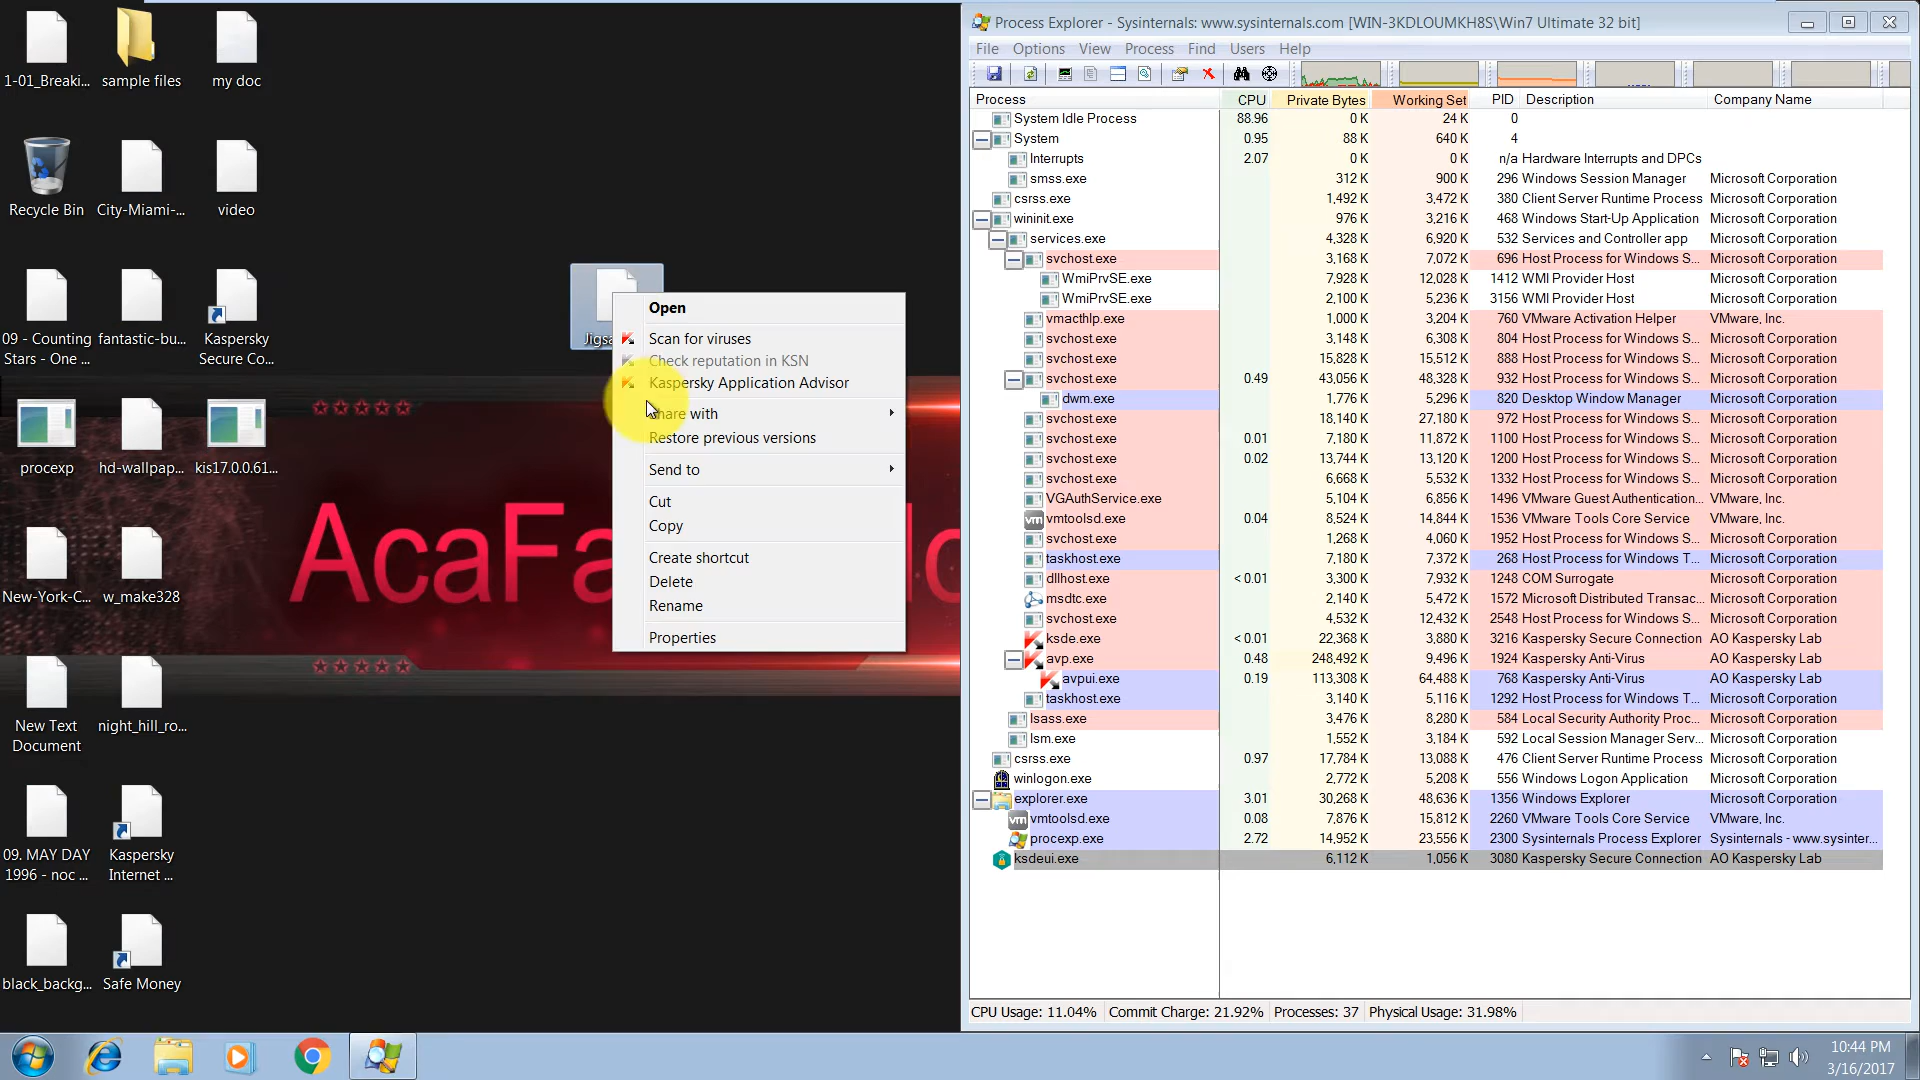 1-01_Breaki...
sample files
my doc
Recycle Bin
City-Miami-...
video
09 - Counting
Stars - One ...
fantastic-bu...
Kaspersky
Secure Co...
procexp
hd-wallpap...
kis17.0.0.61...
New-York-C...
w_make328
New Text
Document
night_hill_ro...
09. MAY DAY
1996 - noc ...
Kaspersky
Internet ...
black_backg...
Safe Money
AcaFa
Open
Scan for viruses
Check reputation in KSN
Kaspersky Application Advisor
Share with
Restore previous versions
Send to
Cut
Copy
Create shortcut
Delete
Rename
Properties
Process Explorer - Sysinternals: www.sysinternals.com [WIN-3KDLOUMKH8S\Win7 Ultimate 32 bit]
File Options View Process Find Users Help
Process CPU Private Bytes Working Set PID Description Company Name
System Idle Process 88.96 0 K 24 K 0
System 0.95 88 K 640 K 4
Interrupts 2.07 0 K 0 K n/a Hardware Interrupts and DPCs
smss.exe 312 K 900 K 296 Windows Session Manager Microsoft Corporation
csrss.exe 1,492 K 3,472 K 380 Client Server Runtime Process Microsoft Corporation
wininit.exe 976 K 3,216 K 468 Windows Start-Up Application Microsoft Corporation
services.exe 4,328 K 6,920 K 532 Services and Controller app Microsoft Corporation
svchost.exe 3,168 K 7,072 K 696 Host Process for Windows S... Microsoft Corporation
WmiPrvSE.exe 7,928 K 12,028 K 1412 WMI Provider Host Microsoft Corporation
WmiPrvSE.exe 2,100 K 5,236 K 3156 WMI Provider Host Microsoft Corporation
vmacthlp.exe 1,000 K 3,204 K 760 VMware Activation Helper VMware, Inc.
svchost.exe 3,148 K 6,308 K 804 Host Process for Windows S... Microsoft Corporation
svchost.exe 15,828 K 15,512 K 888 Host Process for Windows S... Microsoft Corporation
svchost.exe 0.49 43,056 K 48,328 K 932 Host Process for Windows S... Microsoft Corporation
dwm.exe 1,776 K 5,296 K 820 Desktop Window Manager Microsoft Corporation
svchost.exe 18,140 K 27,180 K 972 Host Process for Windows S... Microsoft Corporation
svchost.exe 0.01 7,180 K 11,872 K 1100 Host Process for Windows S... Microsoft Corporation
svchost.exe 0.02 13,744 K 13,120 K 1200 Host Process for Windows S... Microsoft Corporation
svchost.exe 6,668 K 5,532 K 1332 Host Process for Windows S... Microsoft Corporation
VGAuthService.exe 5,104 K 6,856 K 1496 VMware Guest Authentication... VMware, Inc.
vmtoolsd.exe 0.04 8,524 K 14,844 K 1536 VMware Tools Core Service VMware, Inc.
svchost.exe 1,268 K 4,060 K 1952 Host Process for Windows S... Microsoft Corporation
taskhost.exe 7,180 K 7,372 K 268 Host Process for Windows T... Microsoft Corporation
dllhost.exe < 0.01 3,300 K 7,932 K 1248 COM Surrogate Microsoft Corporation
msdtc.exe 2,140 K 5,472 K 1572 Microsoft Distributed Transac... Microsoft Corporation
svchost.exe 4,532 K 12,432 K 2548 Host Process for Windows S... Microsoft Corporation
ksde.exe < 0.01 22,368 K 3,880 K 3216 Kaspersky Secure Connection AO Kaspersky Lab
avp.exe 0.48 248,492 K 9,496 K 1924 Kaspersky Anti-Virus AO Kaspersky Lab
avpui.exe 0.19 113,308 K 64,488 K 768 Kaspersky Anti-Virus AO Kaspersky Lab
taskhost.exe 3,140 K 5,116 K 1292 Host Process for Windows T... Microsoft Corporation
lsass.exe 3,476 K 8,280 K 584 Local Security Authority Proc... Microsoft Corporation
lsm.exe 1,552 K 3,184 K 592 Local Session Manager Serv... Microsoft Corporation
csrss.exe 0.97 17,784 K 13,088 K 476 Client Server Runtime Process Microsoft Corporation
winlogon.exe 2,772 K 5,208 K 556 Windows Logon Application Microsoft Corporation
explorer.exe 3.01 30,268 K 48,636 K 1356 Windows Explorer Microsoft Corporation
vmtoolsd.exe 0.08 7,876 K 15,812 K 2260 VMware Tools Core Service VMware, Inc.
procexp.exe 2.72 14,952 K 23,556 K 2300 Sysinternals Process Explorer Sysinternals - www.sysinter...
ksdeui.exe 6,112 K 1,056 K 3080 Kaspersky Secure Connection AO Kaspersky Lab
CPU Usage: 11.04% Commit Charge: 21.92% Processes: 37 Physical Usage: 31.98%
10:44 PM
3/16/2017